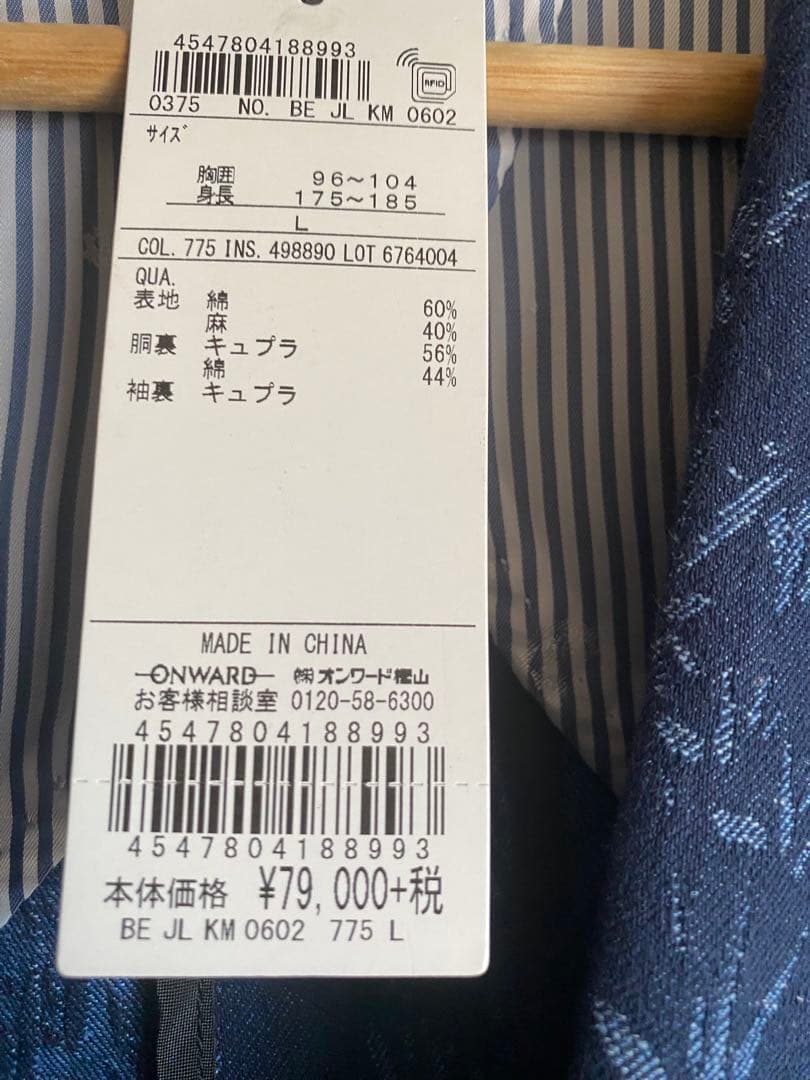 4547804188993
RFID
0375 NO. BE JL KM 0602
サイズ
胸囲 96～104
身長 175～185
L
COL. 775 INS. 498890 LOT 6764004
QUA.
表地 綿 60%
麻 40%
胴裏 キュプラ 56%
綿 44%
袖裏 キュプラ
MADE IN CHINA
ONWARD ㈱オンワード樫山
お客様相談室 0120-58-6300
4547804188993
4547804188993
本体価格 ¥79,000+税
BE JL KM 0602 775 L